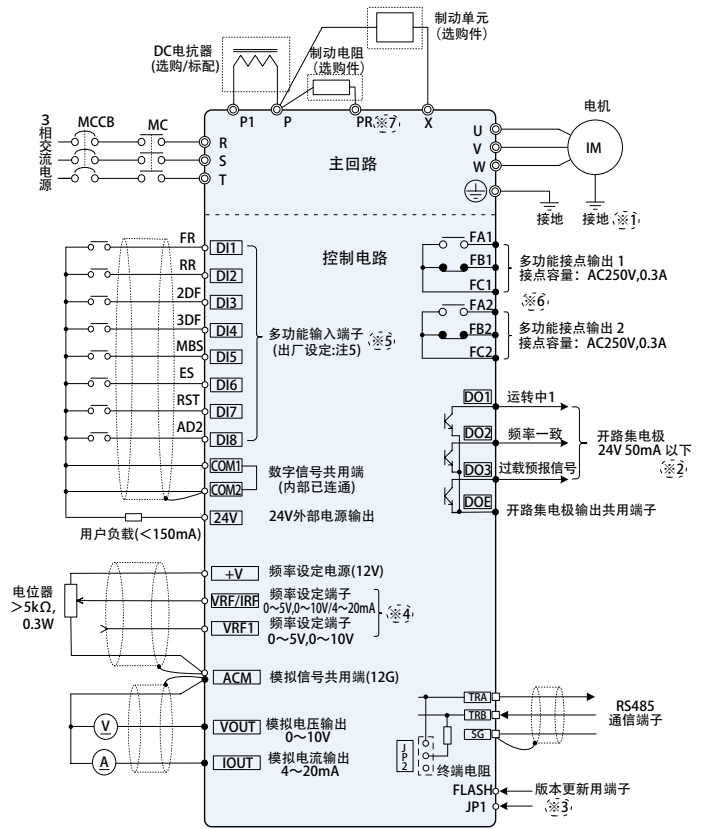 制动单元
(选购件)
DC电抗器
(选购/标配)
制动电阻
(选购件)
P1
P
PR※7
X
3相交流电源
MCCB
MC
R
S
T
主回路
U
V
W
电机
IM
接地
接地 ※1
控制电路
FR
DI1
RR
DI2
2DF
DI3
3DF
DI4
MBS
DI5
ES
DI6
RST
DI7
AD2
DI8
多功能输入端子
(出厂设定:注5)
※5
COM1
COM2
数字信号共用端
(内部已连通)
24V
24V外部电源输出
用户负载(<150mA)
FA1
FB1
FC1
多功能接点输出 1
接点容量：AC250V,0.3A
※6
FA2
FB2
FC2
多功能接点输出 2
接点容量：AC250V,0.3A
DO1
运转中1
DO2
频率一致
DO3
过载预报信号
开路集电极
24V 50mA 以下
※2
DOE
开路集电极输出共用端子
电位器
>5kΩ,
0.3W
+V
频率设定电源(12V)
VRF/IRF
频率设定端子
0～5V,0～10V/4～20mA
※4
VRF1
频率设定端子
0～5V,0～10V
ACM
模拟信号共用端(12G)
V
VOUT
模拟电压输出
0～10V
A
IOUT
模拟电流输出
4～20mA
TRA
TRB
SG
RS485
通信端子
JP2
终端电阻
FLASH
版本更新用端子
JP1
※3